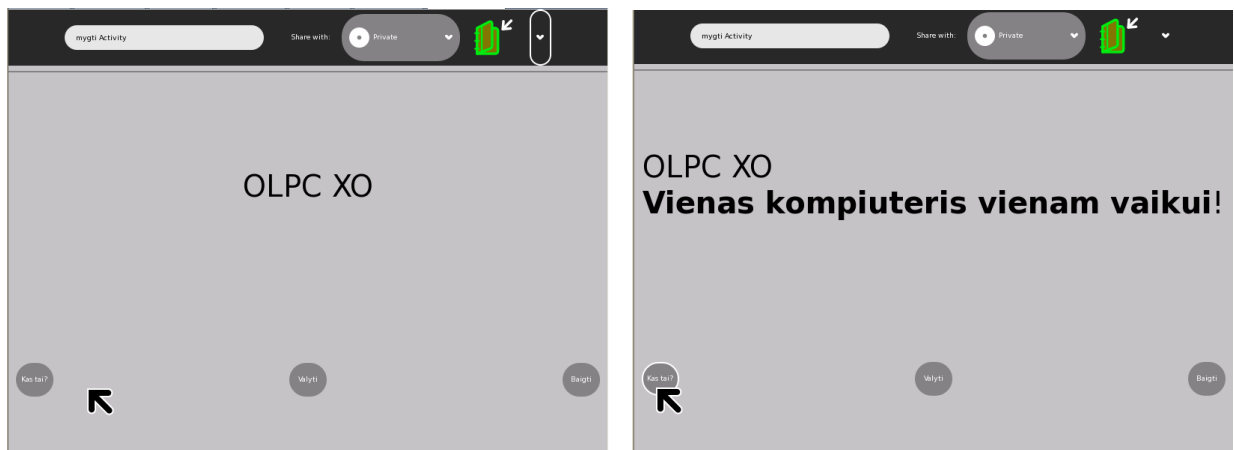 mygti Activity
Share with:
Private
OLPC XO
Kas tai?
Valyti
Baigti
mygti Activity
Share with:
Private
OLPC XO
Vienas kompiuteris vienam vaikui!
Kas tai?
Valyti
Baigti